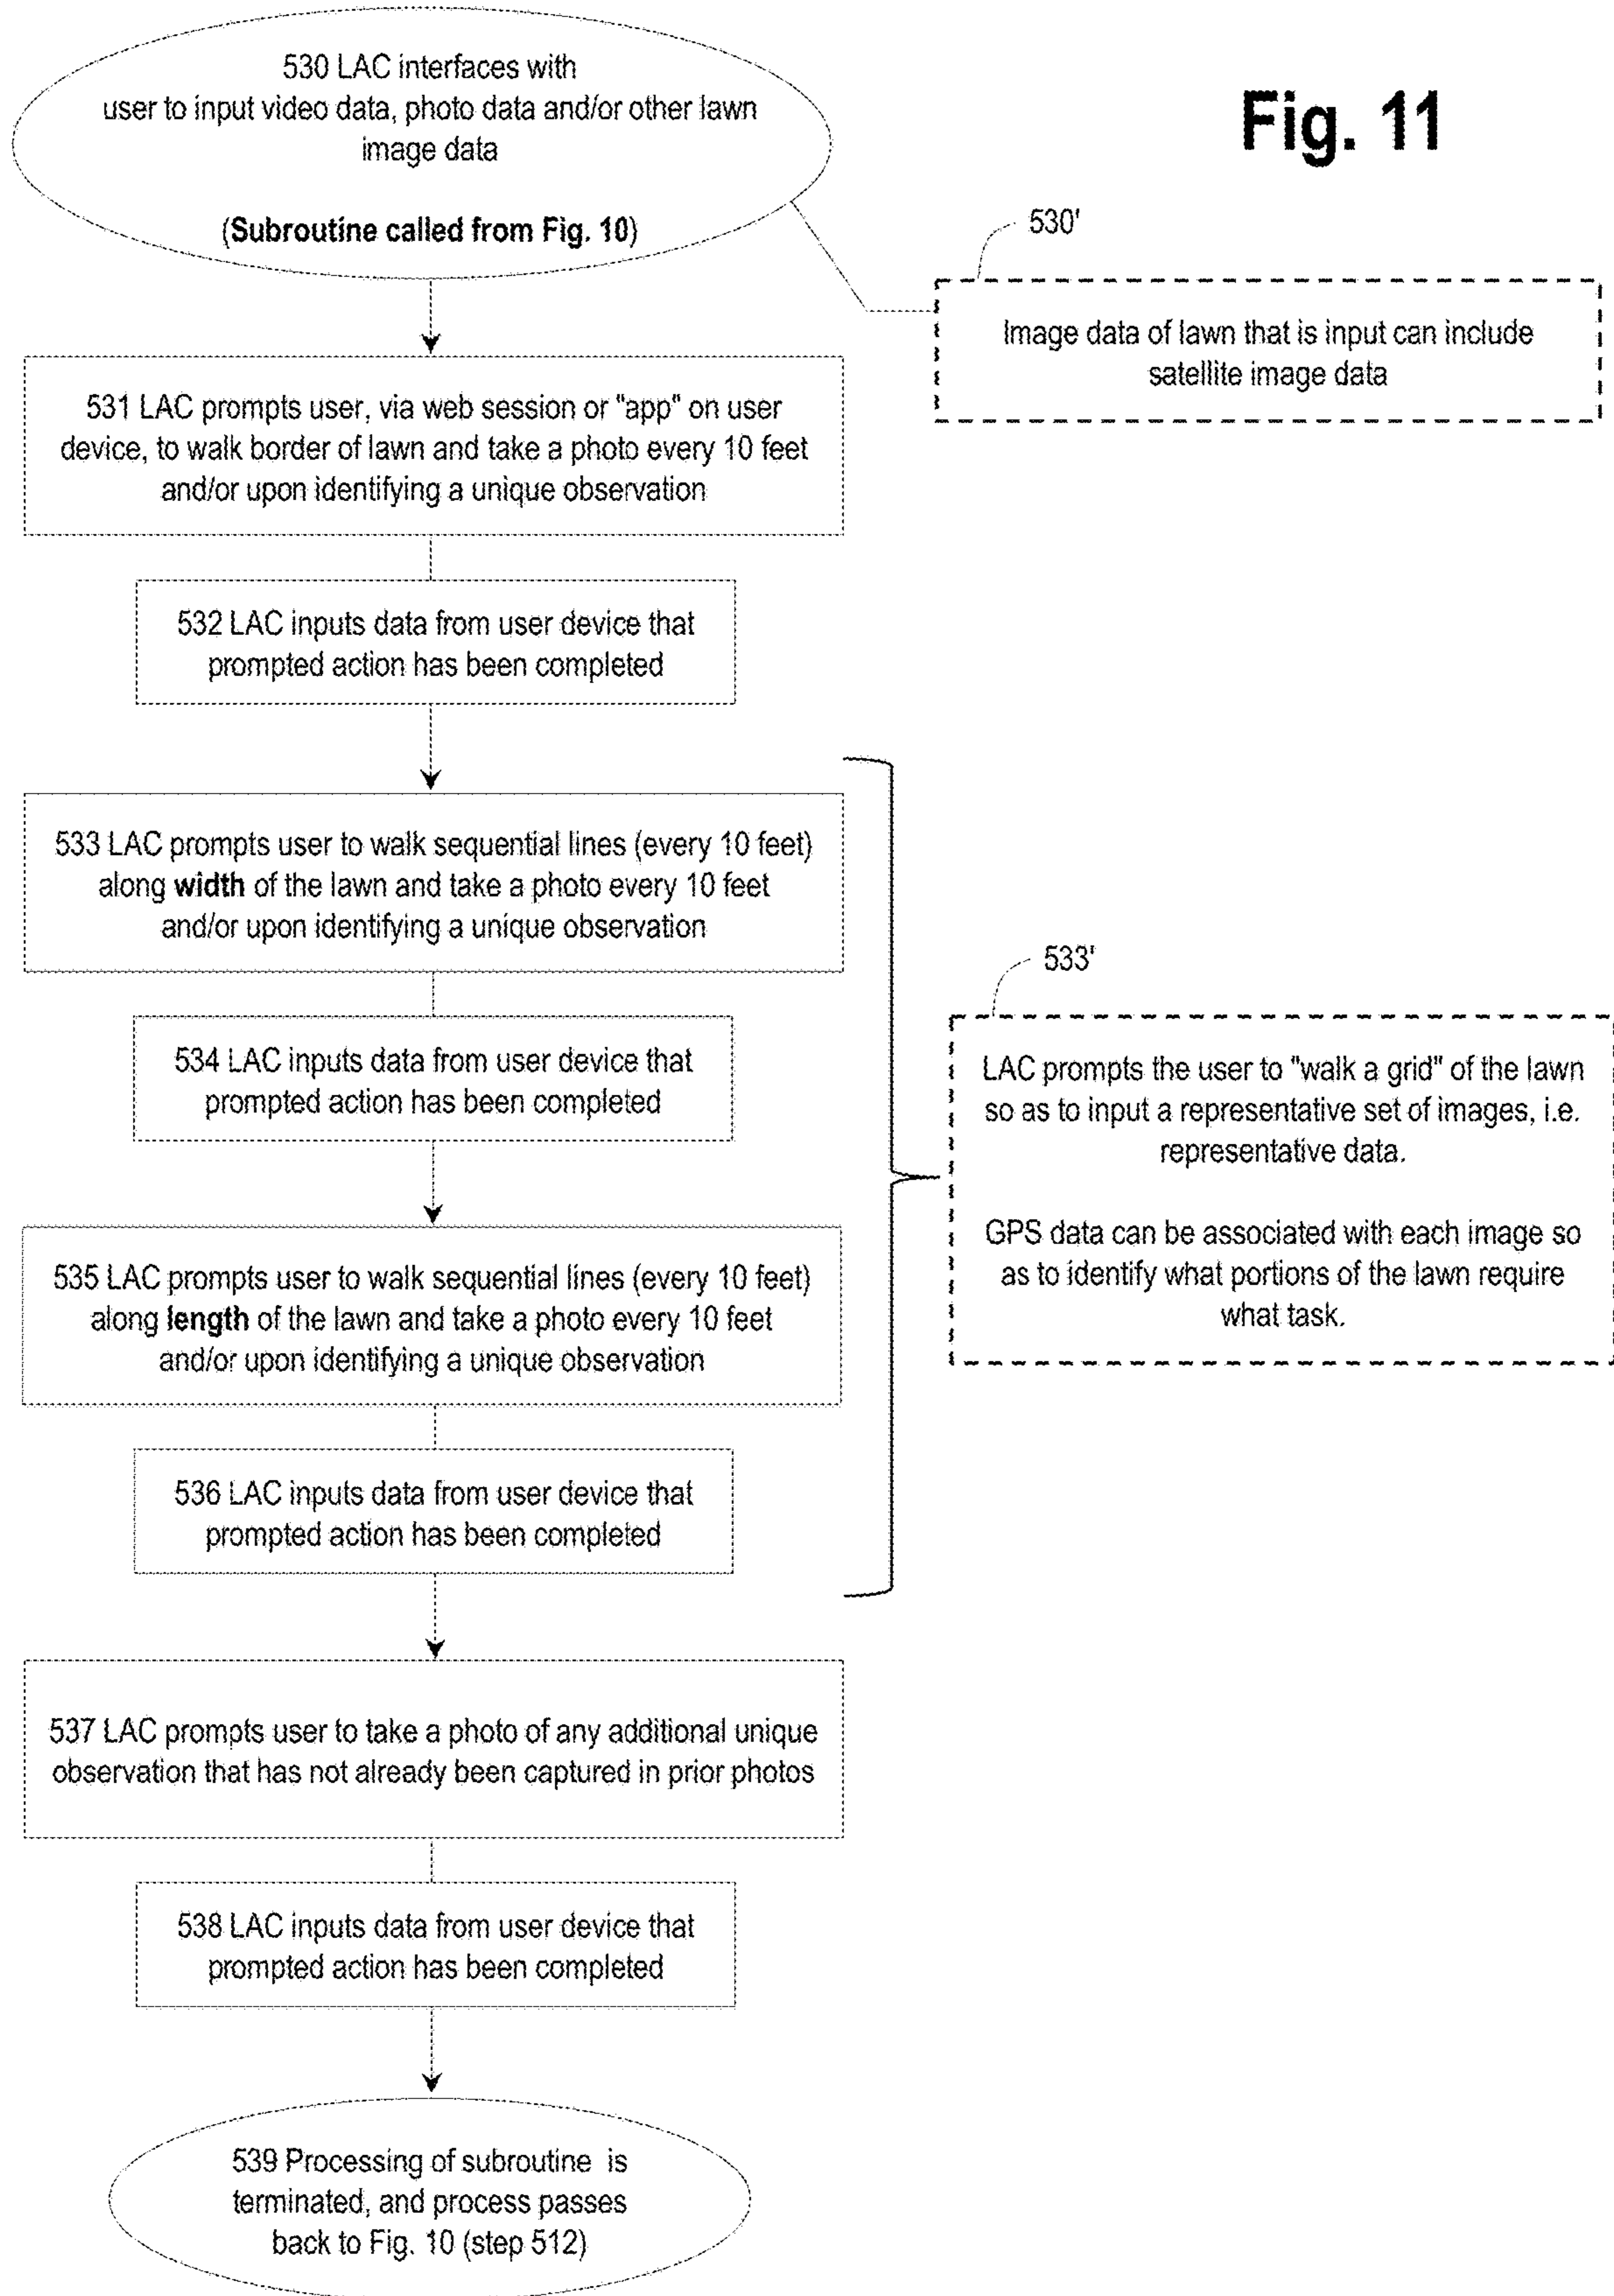 530 LAC interfaces with
user to input video data, photo data and/or other lawn
image data
(Subroutine called from Fig. 10)
Fig. 11
530'
Image data of lawn that is input can include
satellite image data
531 LAC prompts user, via web session or "app" on user
device, to walk border of lawn and take a photo every 10 feet
and/or upon identifying a unique observation
532 LAC inputs data from user device that
prompted action has been completed
533 LAC prompts user to walk sequential lines (every 10 feet)
along width of the lawn and take a photo every 10 feet
and/or upon identifying a unique observation
534 LAC inputs data from user device that
prompted action has been completed
535 LAC prompts user to walk sequential lines (every 10 feet)
along length of the lawn and take a photo every 10 feet
and/or upon identifying a unique observation
536 LAC inputs data from user device that
prompted action has been completed
533'
LAC prompts the user to "walk a grid" of the lawn
so as to input a representative set of images, i.e.
representative data.
GPS data can be associated with each image so
as to identify what portions of the lawn require
what task.
537 LAC prompts user to take a photo of any additional unique
observation that has not already been captured in prior photos
538 LAC inputs data from user device that
prompted action has been completed
539 Processing of subroutine is
terminated, and process passes
back to Fig. 10 (step 512)